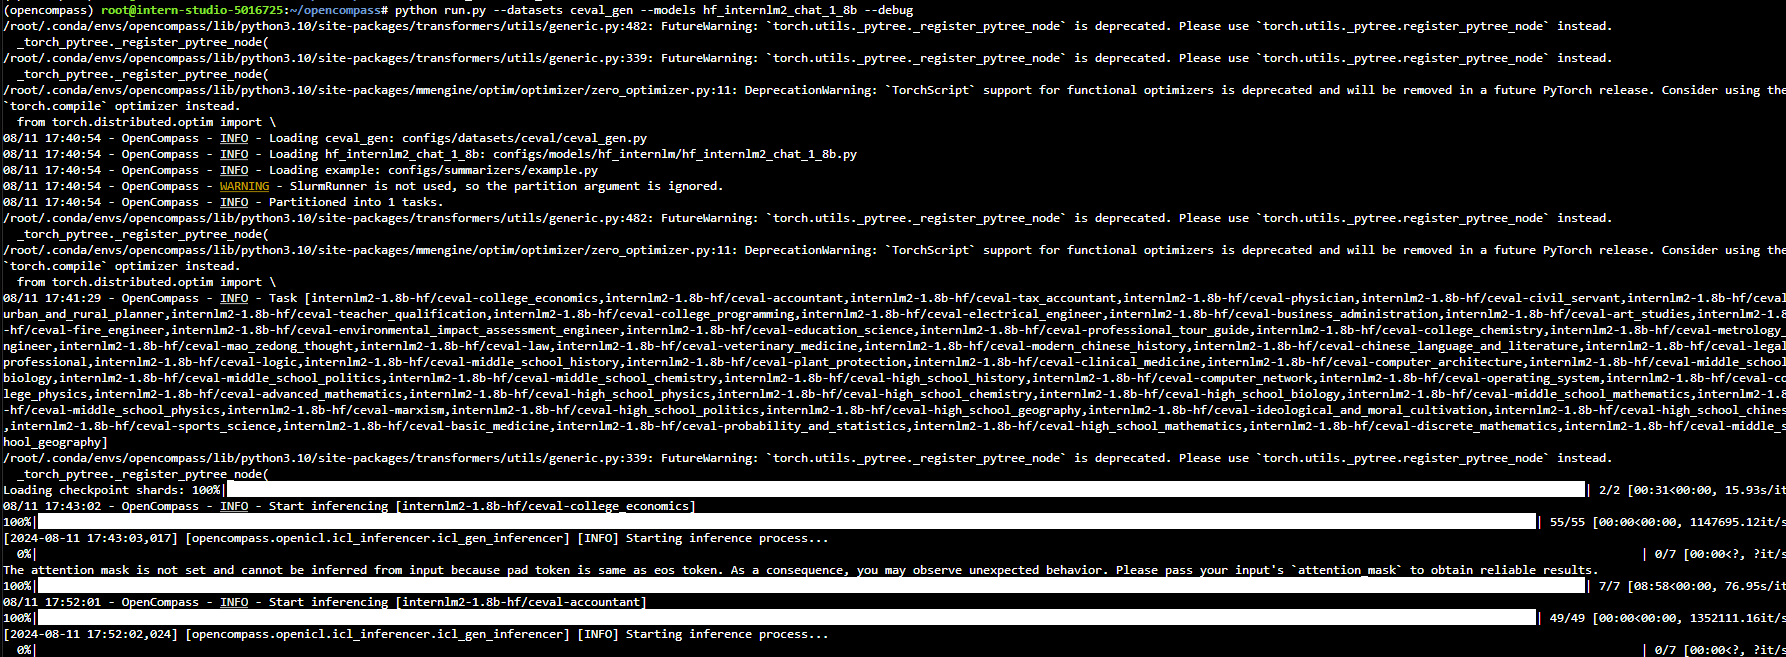 (opencompass) root@intern-studio-5016725:~/opencompass# python run.py --datasets ceval_gen --models hf_internlm2_chat_1_8b --debug
/root/.conda/envs/opencompass/lib/python3.10/site-packages/transformers/utils/generic.py:482: FutureWarning: `torch.utils._pytree._register_pytree_node` is deprecated. Please use `torch.utils._pytree.register_pytree_node` instead.
  _torch_pytree._register_pytree_node(
/root/.conda/envs/opencompass/lib/python3.10/site-packages/transformers/utils/generic.py:339: FutureWarning: `torch.utils._pytree._register_pytree_node` is deprecated. Please use `torch.utils._pytree.register_pytree_node` instead.
  _torch_pytree._register_pytree_node(
/root/.conda/envs/opencompass/lib/python3.10/site-packages/mmengine/optim/optimizer/zero_optimizer.py:11: DeprecationWarning: `TorchScript` support for functional optimizers is deprecated and will be removed in a future PyTorch release. Consider using the
`torch.compile` optimizer instead.
  from torch.distributed.optim import \
08/11 17:40:54 - OpenCompass - INFO - Loading ceval_gen: configs/datasets/ceval/ceval_gen.py
08/11 17:40:54 - OpenCompass - INFO - Loading hf_internlm2_chat_1_8b: configs/models/hf_internlm/hf_internlm2_chat_1_8b.py
08/11 17:40:54 - OpenCompass - INFO - Loading example: configs/summarizers/example.py
08/11 17:40:54 - OpenCompass - WARNING - SlurmRunner is not used, so the partition argument is ignored.
08/11 17:40:54 - OpenCompass - INFO - Partitioned into 1 tasks.
/root/.conda/envs/opencompass/lib/python3.10/site-packages/transformers/utils/generic.py:482: FutureWarning: `torch.utils._pytree._register_pytree_node` is deprecated. Please use `torch.utils._pytree.register_pytree_node` instead.
  _torch_pytree._register_pytree_node(
/root/.conda/envs/opencompass/lib/python3.10/site-packages/mmengine/optim/optimizer/zero_optimizer.py:11: DeprecationWarning: `TorchScript` support for functional optimizers is deprecated and will be removed in a future PyTorch release. Consider using the
`torch.compile` optimizer instead.
  from torch.distributed.optim import \
08/11 17:41:29 - OpenCompass - INFO - Task [internlm2-1.8b-hf/ceval-college_economics,internlm2-1.8b-hf/ceval-accountant,internlm2-1.8b-hf/ceval-tax_accountant,internlm2-1.8b-hf/ceval-physician,internlm2-1.8b-hf/ceval-civil_servant,internlm2-1.8b-hf/ceval
urban_and_rural_planner,internlm2-1.8b-hf/ceval-teacher_qualification,internlm2-1.8b-hf/ceval-college_programming,internlm2-1.8b-hf/ceval-electrical_engineer,internlm2-1.8b-hf/ceval-business_administration,internlm2-1.8b-hf/ceval-art_studies,internlm2-1.8
-hf/ceval-fire_engineer,internlm2-1.8b-hf/ceval-environmental_impact_assessment_engineer,internlm2-1.8b-hf/ceval-education_science,internlm2-1.8b-hf/ceval-professional_tour_guide,internlm2-1.8b-hf/ceval-college_chemistry,internlm2-1.8b-hf/ceval-metrology_
ngineer,internlm2-1.8b-hf/ceval-mao_zedong_thought,internlm2-1.8b-hf/ceval-law,internlm2-1.8b-hf/ceval-veterinary_medicine,internlm2-1.8b-hf/ceval-modern_chinese_history,internlm2-1.8b-hf/ceval-chinese_language_and_literature,internlm2-1.8b-hf/ceval-legal
professional,internlm2-1.8b-hf/ceval-logic,internlm2-1.8b-hf/ceval-middle_school_history,internlm2-1.8b-hf/ceval-plant_protection,internlm2-1.8b-hf/ceval-clinical_medicine,internlm2-1.8b-hf/ceval-computer_architecture,internlm2-1.8b-hf/ceval-middle_school
biology,internlm2-1.8b-hf/ceval-middle_school_politics,internlm2-1.8b-hf/ceval-middle_school_chemistry,internlm2-1.8b-hf/ceval-high_school_history,internlm2-1.8b-hf/ceval-computer_network,internlm2-1.8b-hf/ceval-operating_system,internlm2-1.8b-hf/ceval-co
lege_physics,internlm2-1.8b-hf/ceval-advanced_mathematics,internlm2-1.8b-hf/ceval-high_school_physics,internlm2-1.8b-hf/ceval-high_school_chemistry,internlm2-1.8b-hf/ceval-high_school_biology,internlm2-1.8b-hf/ceval-middle_school_mathematics,internlm2-1.8
-hf/ceval-middle_school_physics,internlm2-1.8b-hf/ceval-marxism,internlm2-1.8b-hf/ceval-high_school_politics,internlm2-1.8b-hf/ceval-high_school_geography,internlm2-1.8b-hf/ceval-ideological_and_moral_cultivation,internlm2-1.8b-hf/ceval-high_school_chines
,internlm2-1.8b-hf/ceval-sports_science,internlm2-1.8b-hf/ceval-basic_medicine,internlm2-1.8b-hf/ceval-probability_and_statistics,internlm2-1.8b-hf/ceval-high_school_mathematics,internlm2-1.8b-hf/ceval-discrete_mathematics,internlm2-1.8b-hf/ceval-middle_s
hool_geography]
/root/.conda/envs/opencompass/lib/python3.10/site-packages/transformers/utils/generic.py:339: FutureWarning: `torch.utils._pytree._register_pytree_node` is deprecated. Please use `torch.utils._pytree.register_pytree_node` instead.
  _torch_pytree._register_pytree_node(
Loading checkpoint shards: 100%| | 2/2 [00:31<00:00, 15.93s/it
08/11 17:43:02 - OpenCompass - INFO - Start inferencing [internlm2-1.8b-hf/ceval-college_economics]
100%| | 55/55 [00:00<00:00, 1147695.12it/s
[2024-08-11 17:43:03,017] [opencompass.openicl.icl_inferencer.icl_gen_inferencer] [INFO] Starting inference process...
  0%| | 0/7 [00:00<?, ?it/s
The attention mask is not set and cannot be inferred from input because pad token is same as eos token. As a consequence, you may observe unexpected behavior. Please pass your input's `attention_mask` to obtain reliable results.
100%| | 7/7 [08:58<00:00, 76.95s/it
08/11 17:52:01 - OpenCompass - INFO - Start inferencing [internlm2-1.8b-hf/ceval-accountant]
100%| | 49/49 [00:00<00:00, 1352111.16it/s
[2024-08-11 17:52:02,024] [opencompass.openicl.icl_inferencer.icl_gen_inferencer] [INFO] Starting inference process...
  0%| | 0/7 [00:00<?, ?it/s